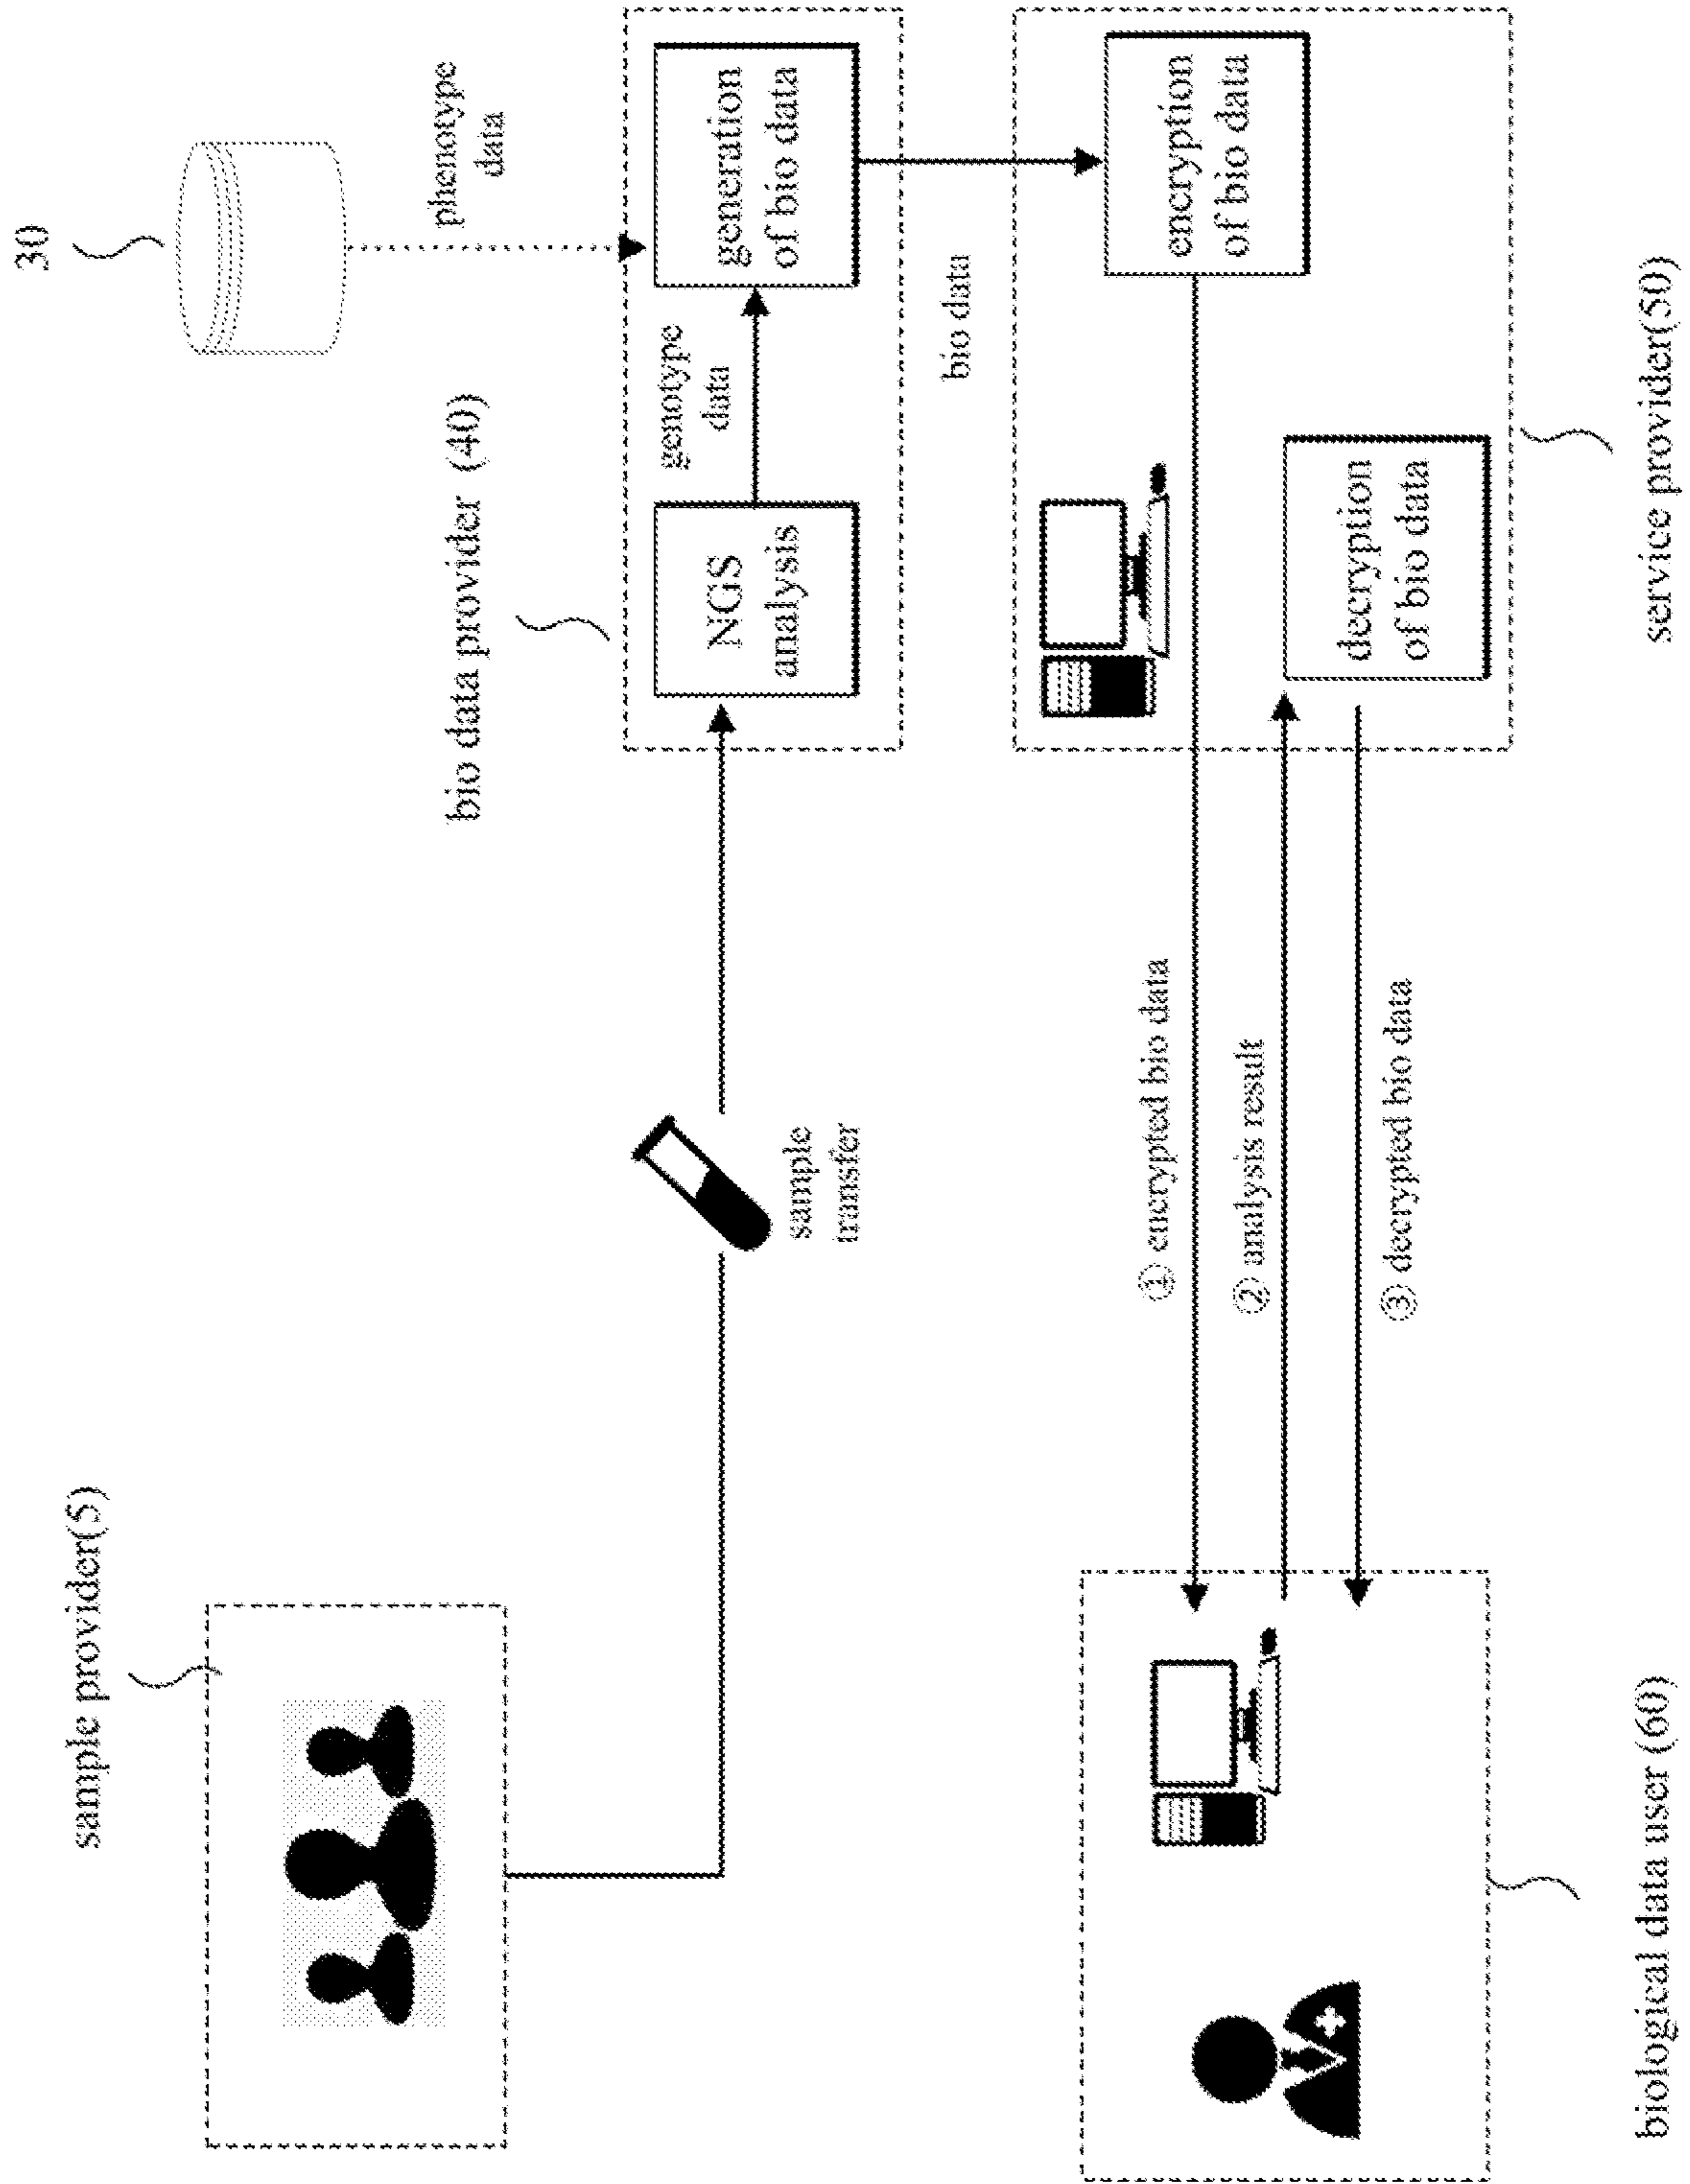 sample provider(5)
30
phenotype
data
bio data provider (40)
NGS
analysis
genotype
data
generation
of bio data
sample
transfer
bio data
encryption
of bio data
① encrypted bio data
② analysis result
③ decrypted bio data
decryption
of bio data
biological data user (60)
service provider(50)